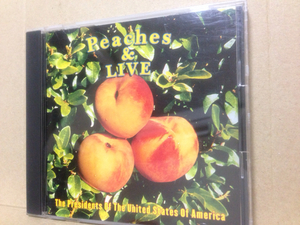 Peaches
&
LIVE
The Presidents Of The United States Of America